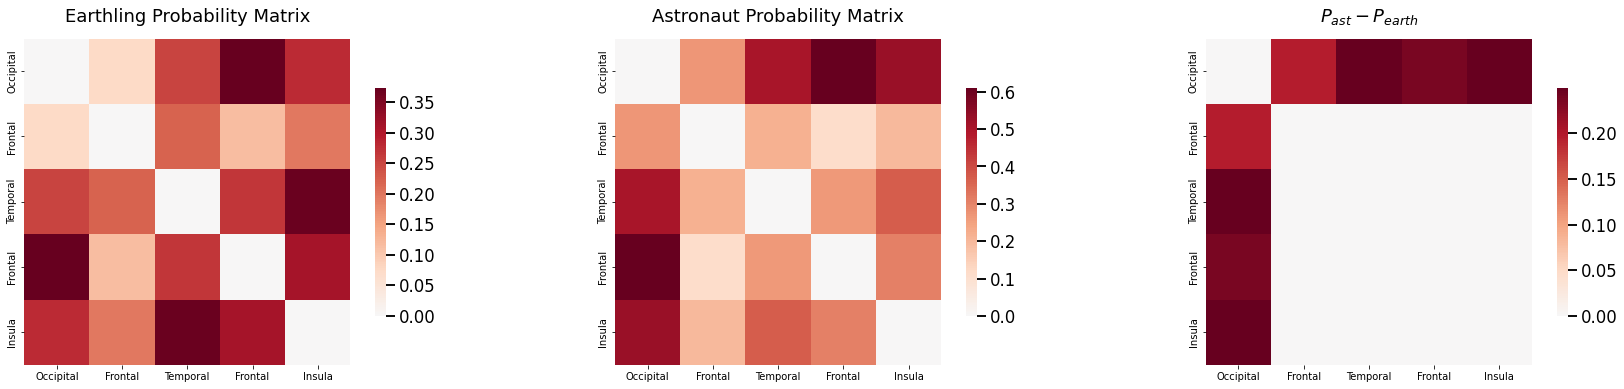 Earthling Probability Matrix
Occipital
Frontal
Temporal
Frontal
Insula
Occipital Frontal Temporal Frontal Insula
0.35
0.30
0.25
0.20
0.15
0.10
0.05
0.00
Astronaut Probability Matrix
Occipital
Frontal
Temporal
Frontal
Insula
Occipital Frontal Temporal Frontal Insula
0.6
0.5
0.4
0.3
0.2
0.1
0.0
P_ast − P_earth
Occipital
Frontal
Temporal
Frontal
Insula
Occipital Frontal Temporal Frontal Insula
0.20
0.15
0.10
0.05
0.00